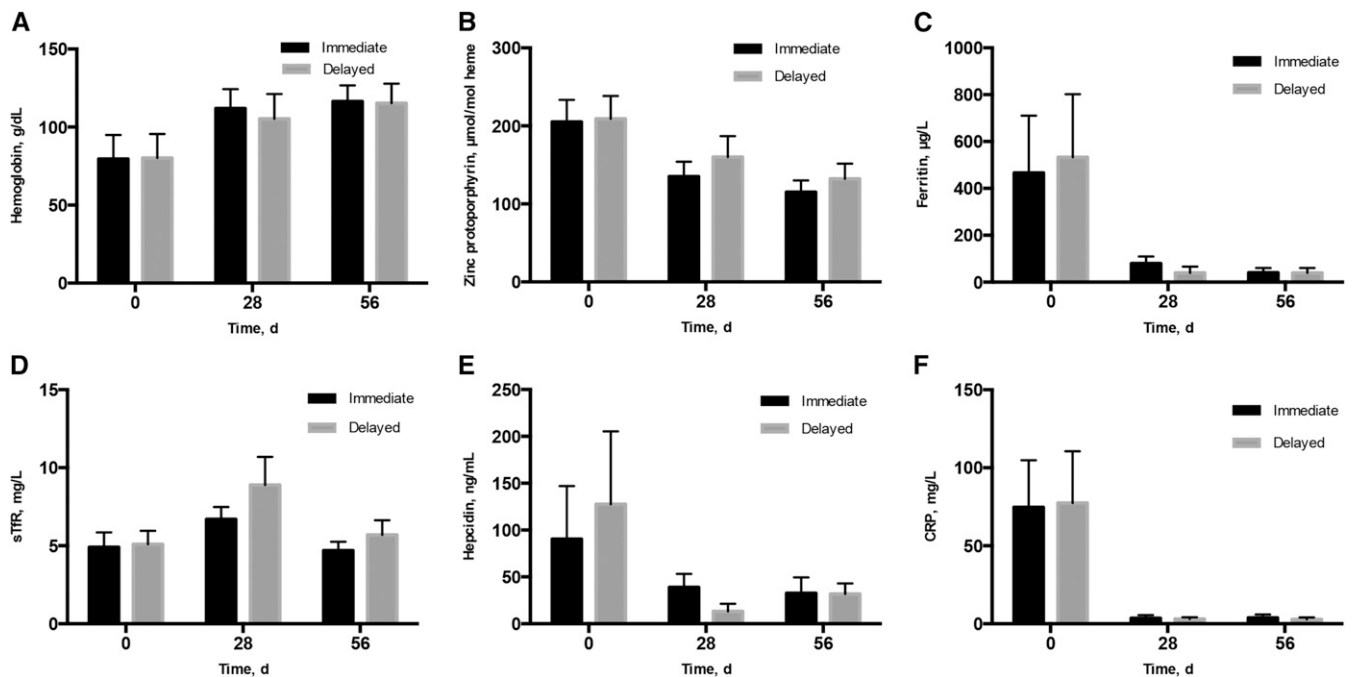 A
Hemoglobin, g/dL
150
100
50
0
Immediate
Delayed
0 28 56
Time, d
B
Zinc protoporphyrin, µmol/mol heme
300
200
100
0
Immediate
Delayed
0 28 56
Time, d
C
Ferritin, µg/L
1000
800
600
400
200
0
Immediate
Delayed
0 28 56
Time, d
D
sTfR, mg/L
15
10
5
0
Immediate
Delayed
0 28 56
Time, d
E
Hepcidin, ng/mL
250
200
150
100
50
0
Immediate
Delayed
0 28 56
Time, d
F
CRP, mg/L
150
100
50
0
Immediate
Delayed
0 28 56
Time, d